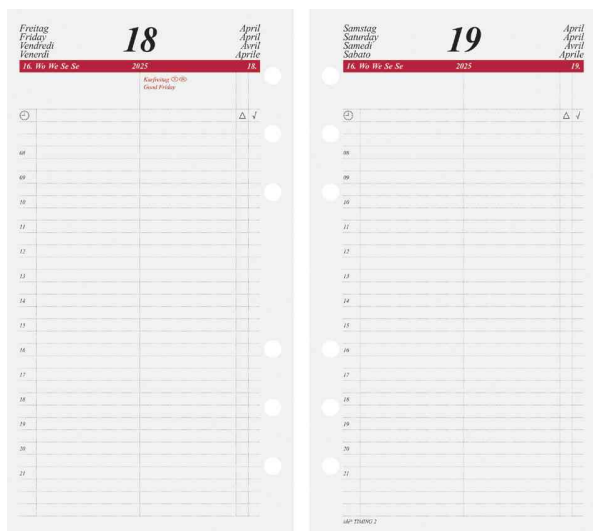 Freitag
Friday
Vendredi
Venerdì
18
April
April
Avril
Aprile
16. Wo We Se Se 2025 18.
Karfreitag
Good Friday
√
08
09
10
11
12
13
14
15
16
17
18
19
20
21
Samstag
Saturday
Samedi
Sabato
19
April
April
Avril
Aprile
16. Wo We Se Se 2025 19.
√
08
09
10
11
12
13
14
15
16
17
18
19
20
21
TIMING 2